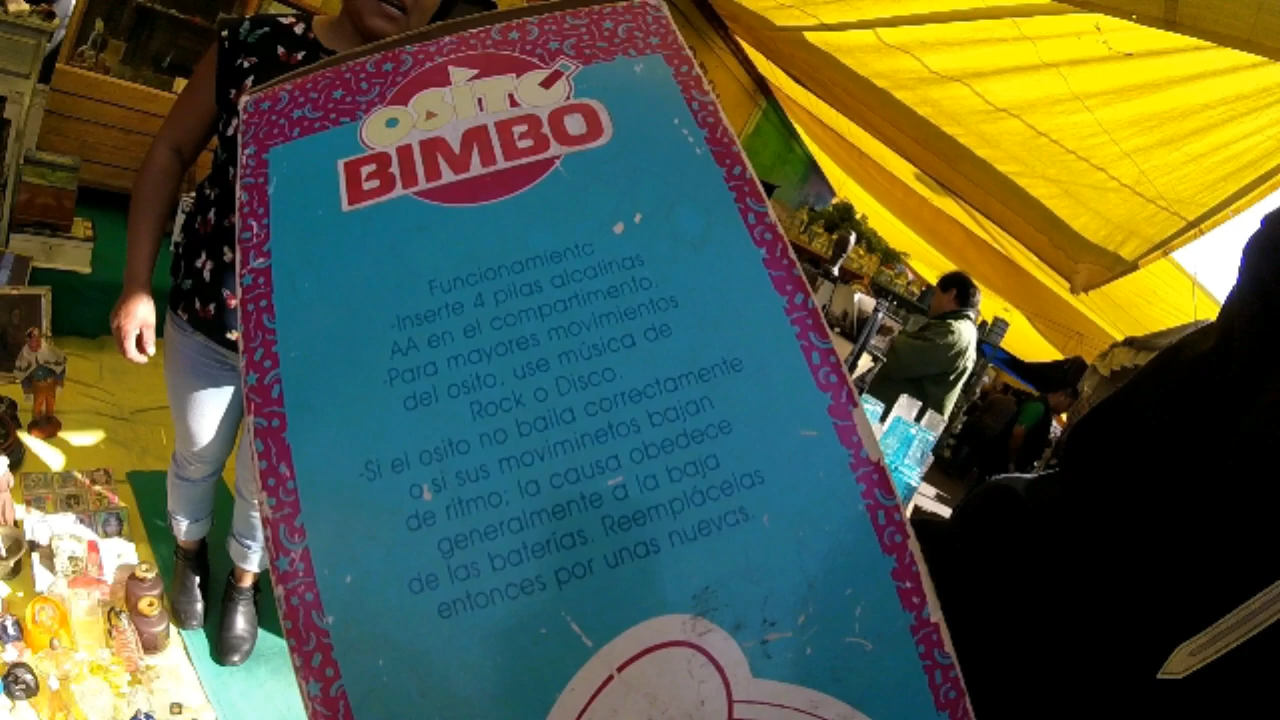 osito
BIMBO
Funcionamiento
-Inserte 4 pilas alcalinas
AA en el compartimento.
-Para mayores movimientos
del osito, use música de
Rock o Disco.
-Si el osito no baila correctamente
o si sus moviminetos bajan
de ritmo; la causa obedece
generalmente a la baja
de las baterías. Reemplácelas
entonces por unas nuevas.